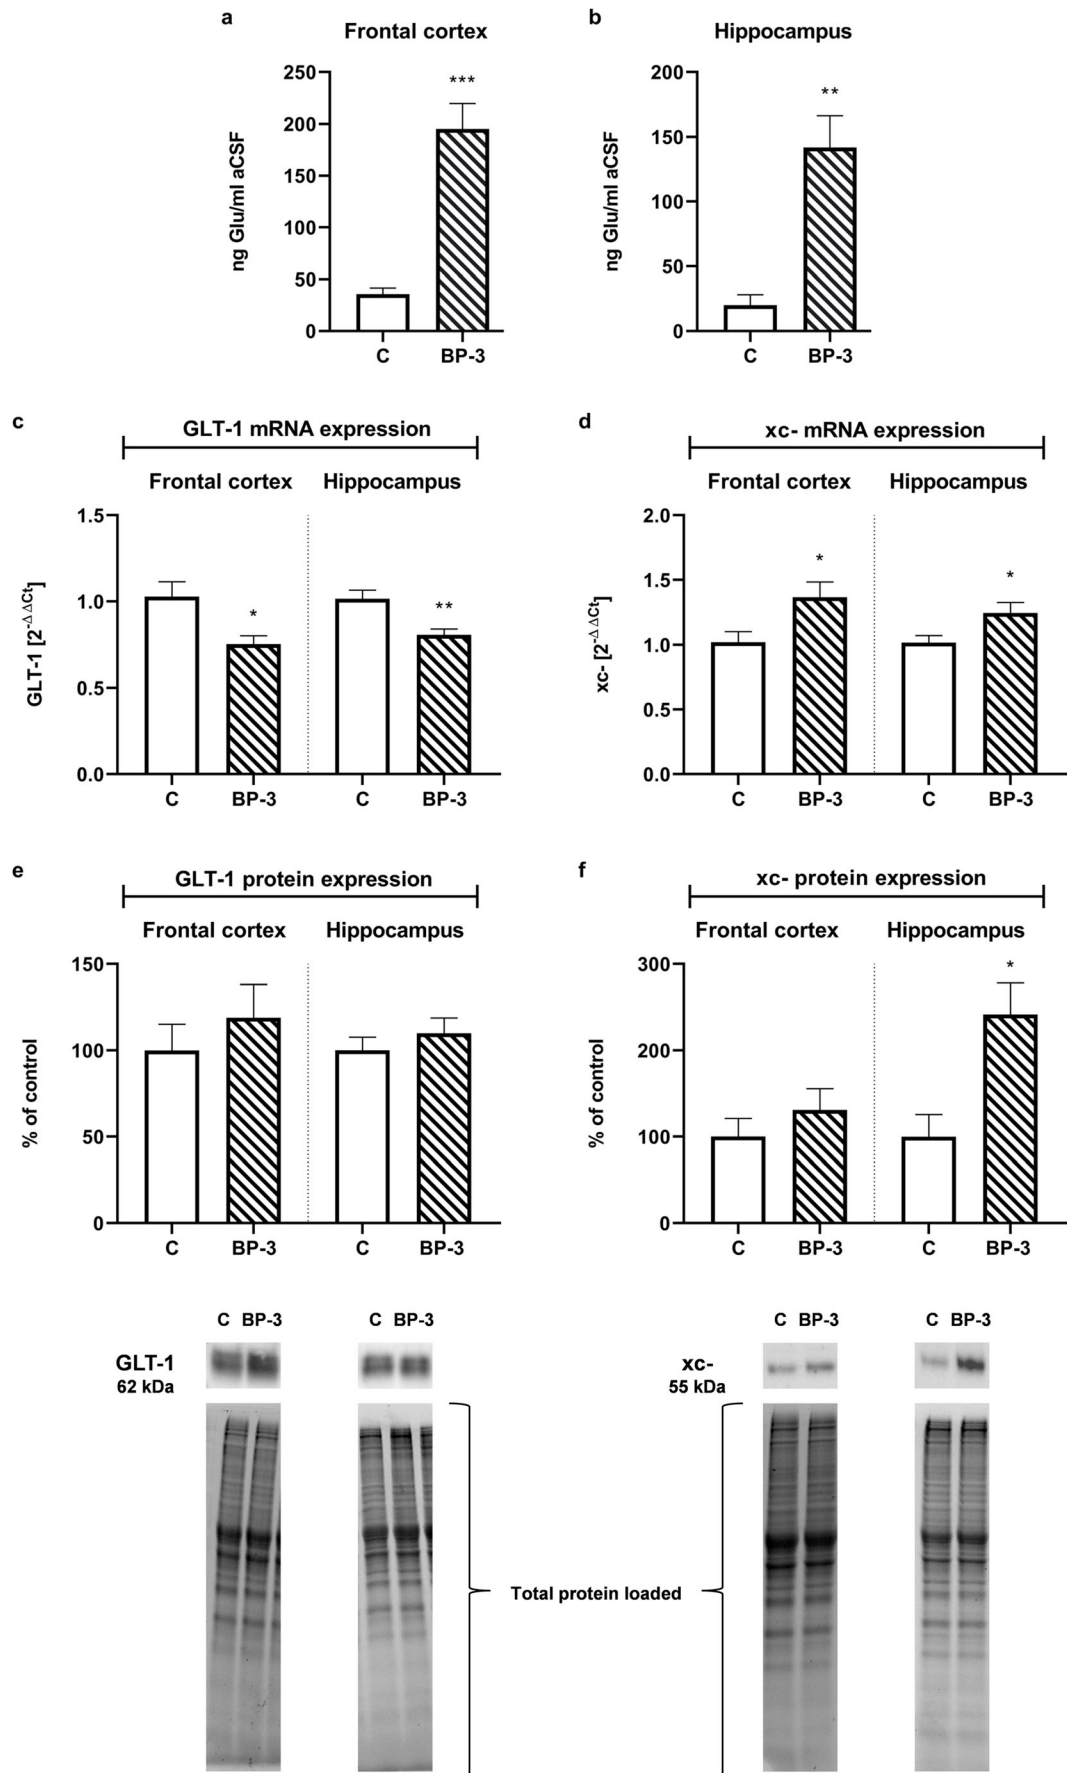 a
Frontal cortex
250
200
150
100
50
0
ng Glu/ml aCSF
***
C
BP-3
b
Hippocampus
200
150
100
50
0
ng Glu/ml aCSF
**
C
BP-3
c
GLT-1 mRNA expression
Frontal cortex
Hippocampus
1.5
1.0
0.5
0.0
GLT-1 [2-Δ ΔCt]
*
**
C
BP-3
C
BP-3
d
xc- mRNA expression
Frontal cortex
Hippocampus
2.0
1.5
1.0
0.5
0.0
xc- [2-Δ ΔCt]
*
*
C
BP-3
C
BP-3
e
GLT-1 protein expression
Frontal cortex
Hippocampus
150
100
50
0
% of control
C
BP-3
C
BP-3
f
xc- protein expression
Frontal cortex
Hippocampus
300
200
100
0
% of control
*
C
BP-3
C
BP-3
C BP-3
C BP-3
GLT-1
62 kDa
C BP-3
C BP-3
xc-
55 kDa
Total protein loaded